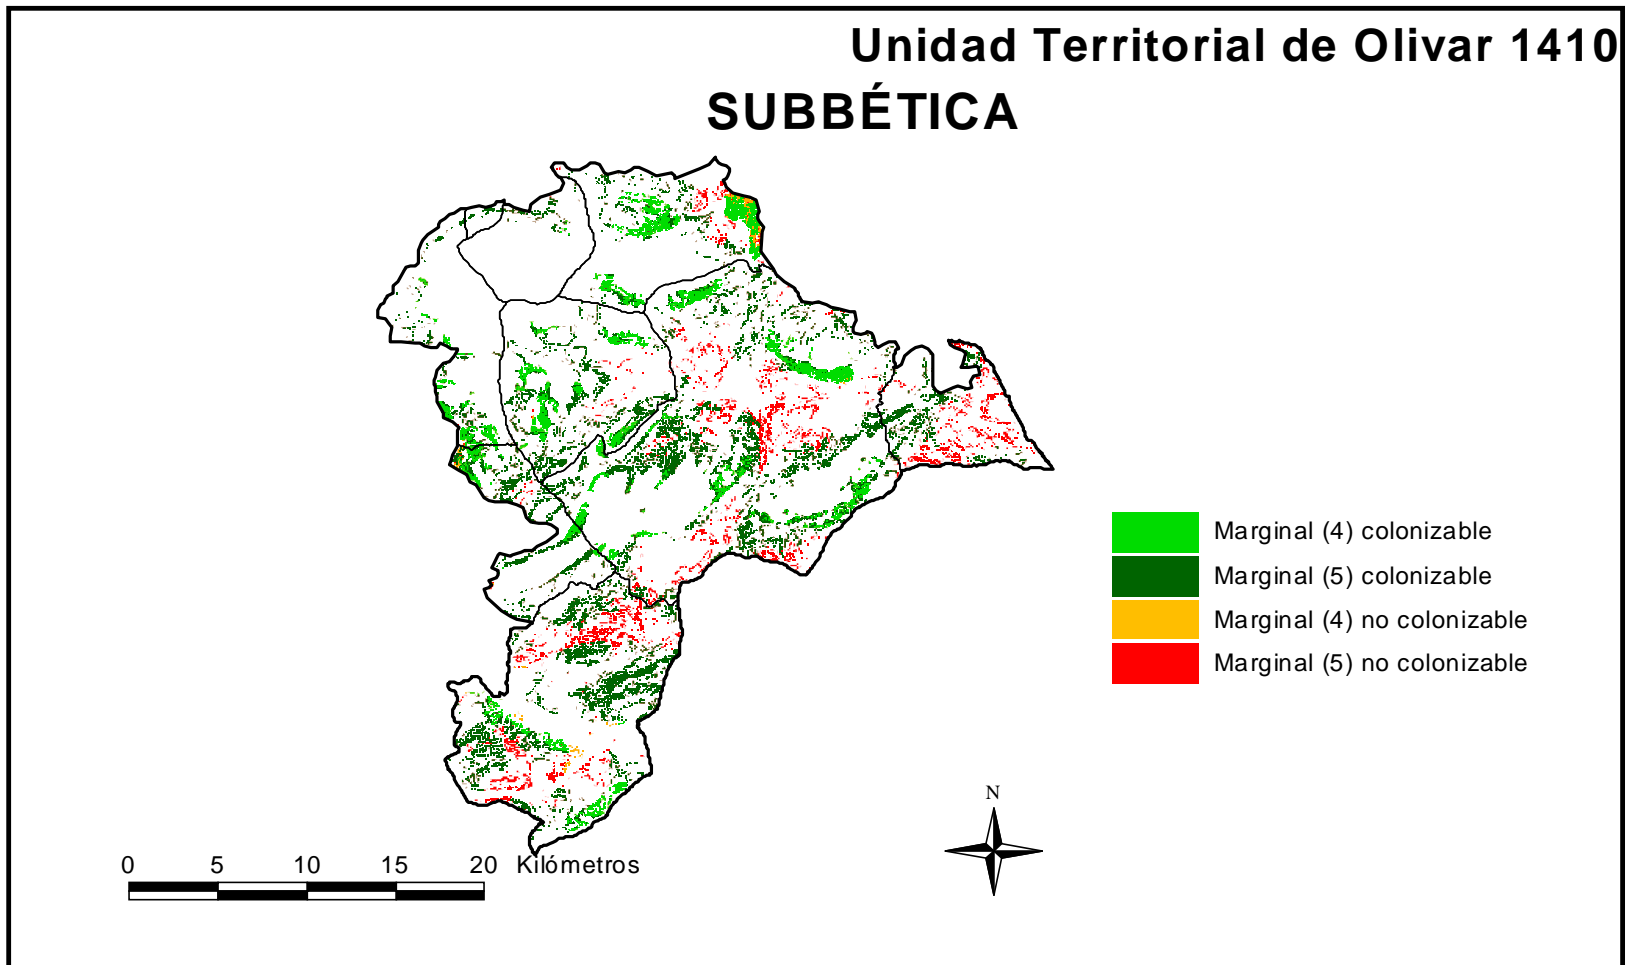 Unidad Territorial de Olivar 1410
SUBBÉTICA
Marginal (4) colonizable
Marginal (5) colonizable
Marginal (4) no colonizable
Marginal (5) no colonizable
N
0 5 10 15 20 Kilómetros